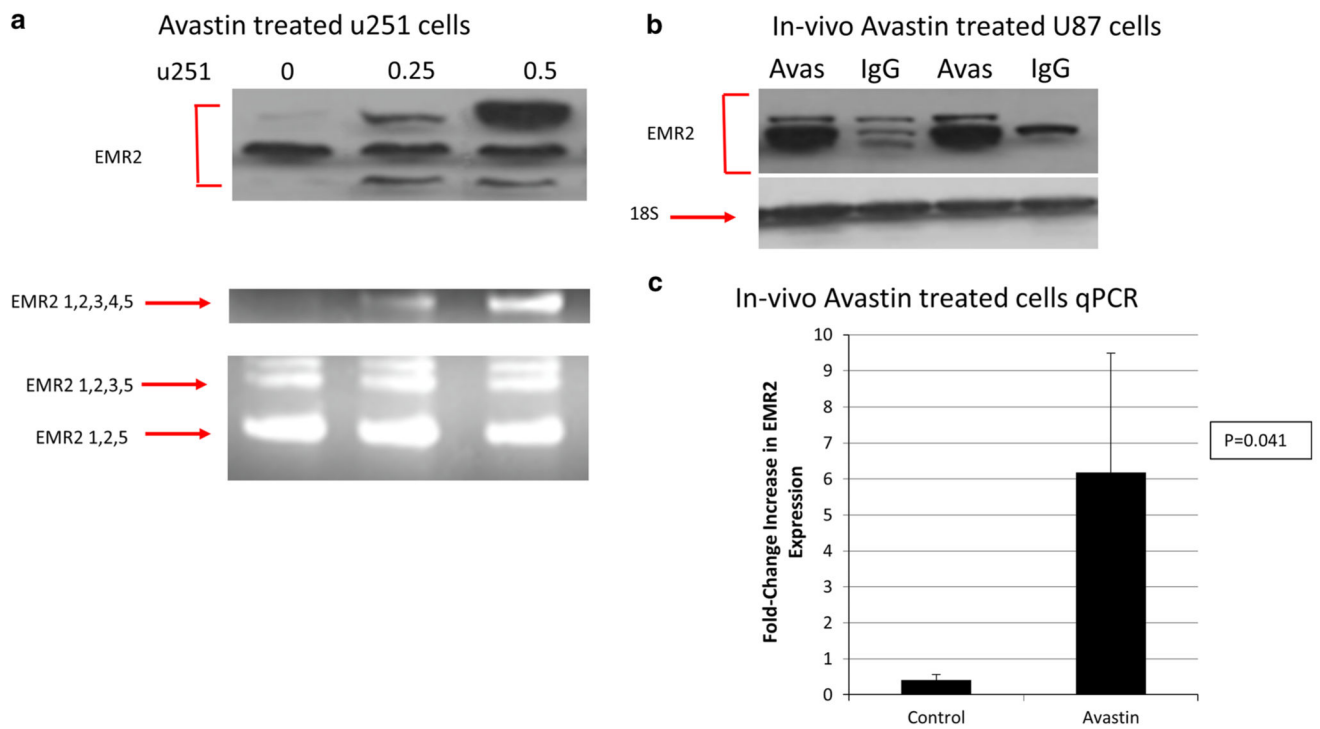 a
Avastin treated u251 cells
u251 0 0.25 0.5
EMR2
EMR2 1,2,3,4,5
EMR2 1,2,3,5
EMR2 1,2,5
b
In-vivo Avastin treated U87 cells
Avas IgG Avas IgG
EMR2
18S
c
In-vivo Avastin treated cells qPCR
Fold-Change Increase in EMR2
Expression
10
9
8
7
6
5
4
3
2
1
0
Control Avastin
P=0.041